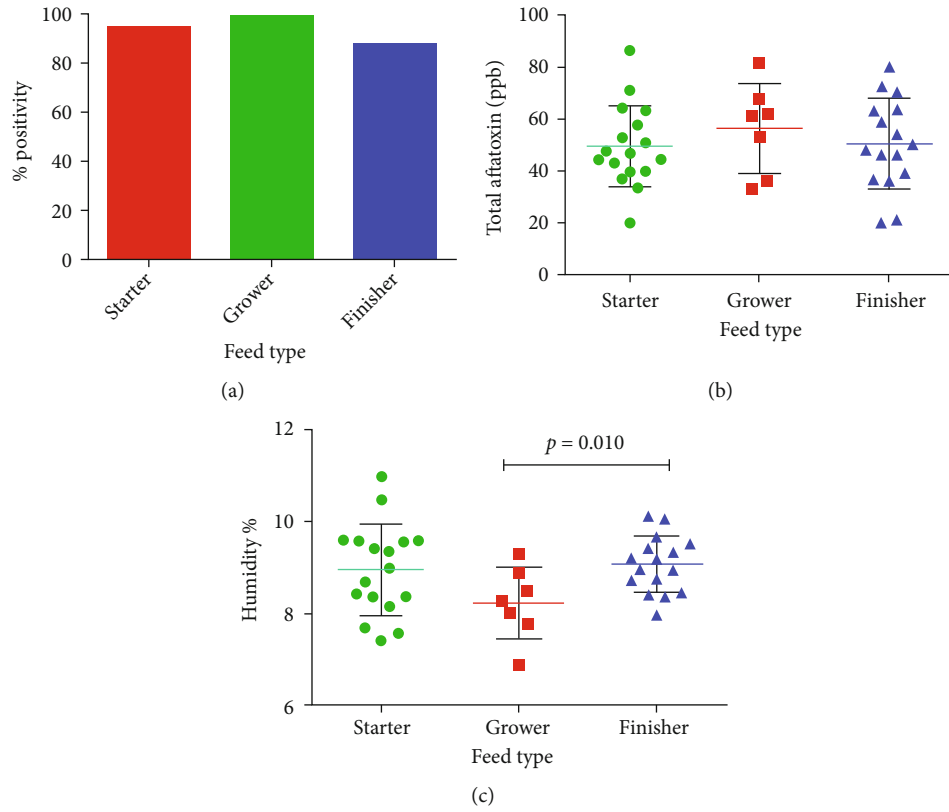 100
80
60
40
20
0
% positivity
Starter
Grower
Finisher
Feed type
(a)
100
80
60
40
20
0
Total aftatoxin (ppb)
Starter
Grower
Finisher
Feed type
(b)
12
10
8
6
Humidity %
p = 0.010
Starter
Grower
Finisher
Feed type
(c)